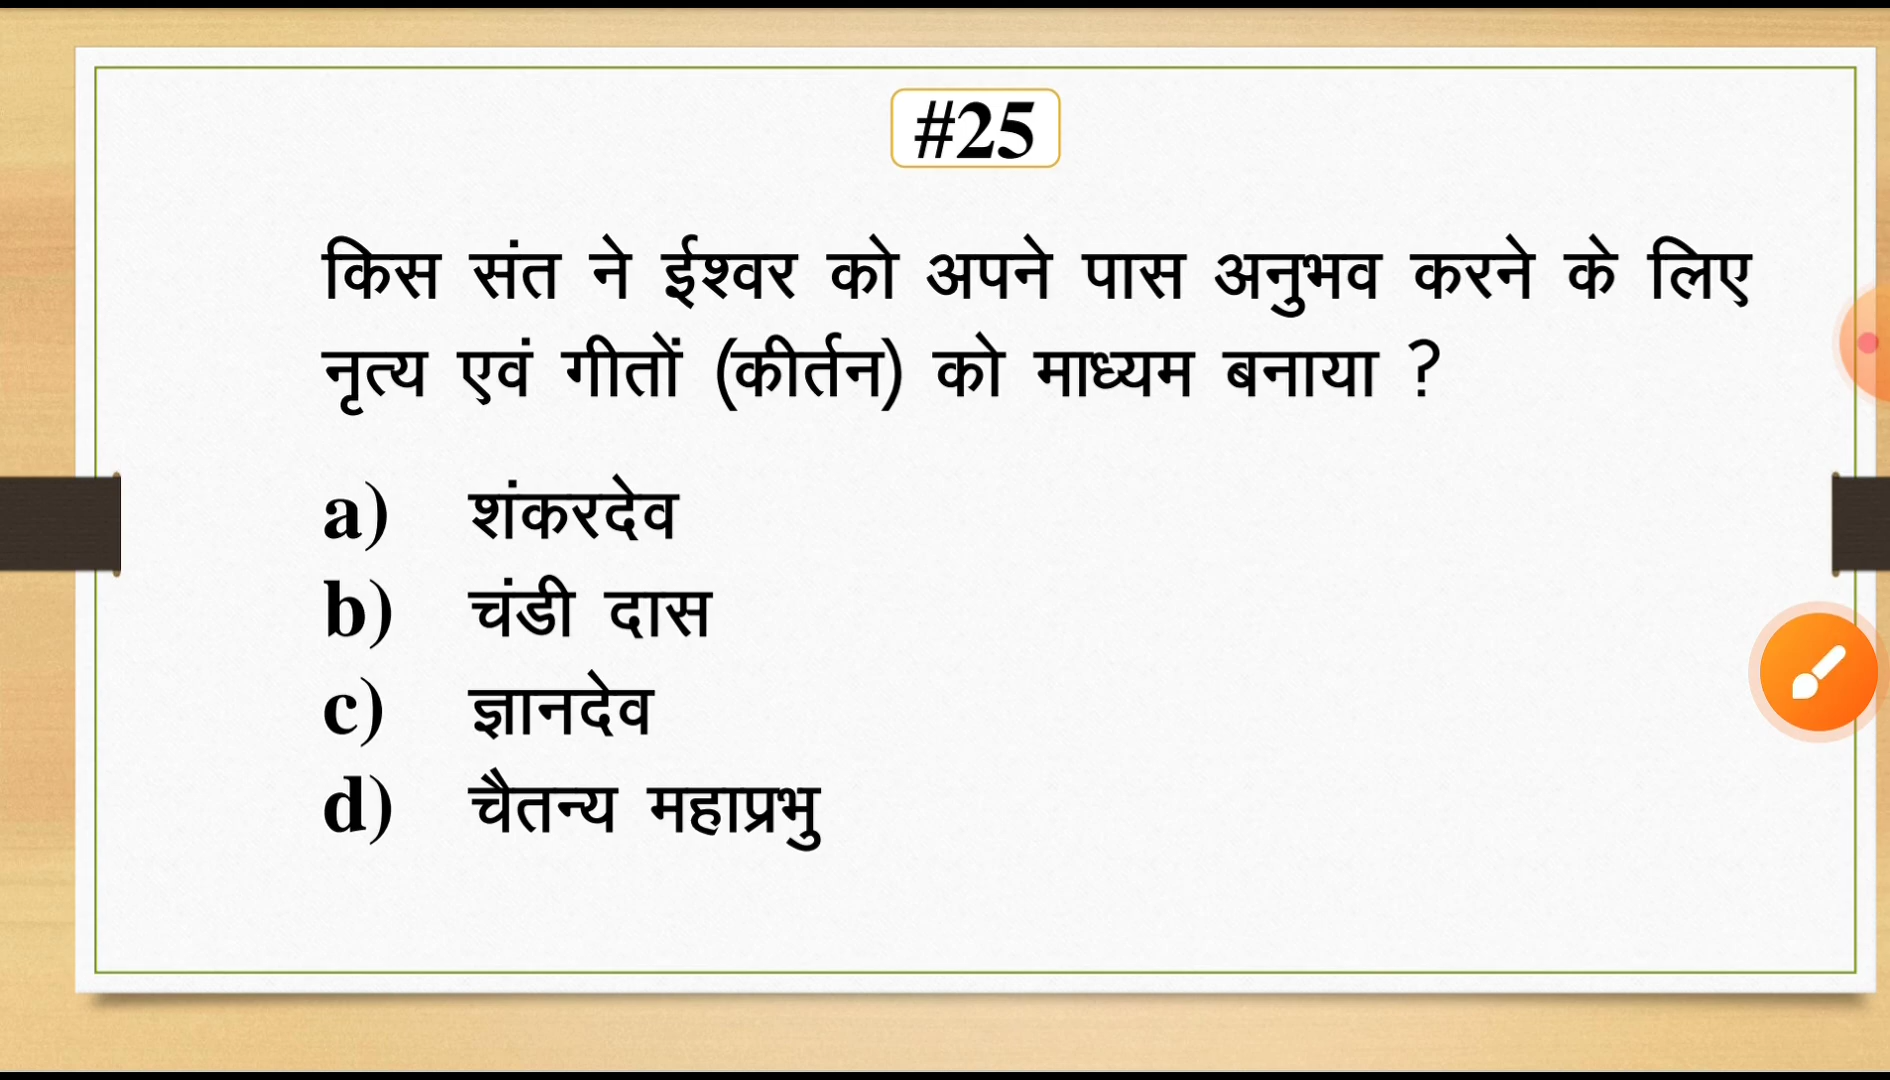 #25
किस संत ने ईश्वर को अपने पास अनुभव करने के लिए
नृत्य एवं गीतों (कीर्तन) को माध्यम बनाया ?
a) शंकरदेव
b) चंडी दास
c) ज्ञानदेव
d) चैतन्य महाप्रभु